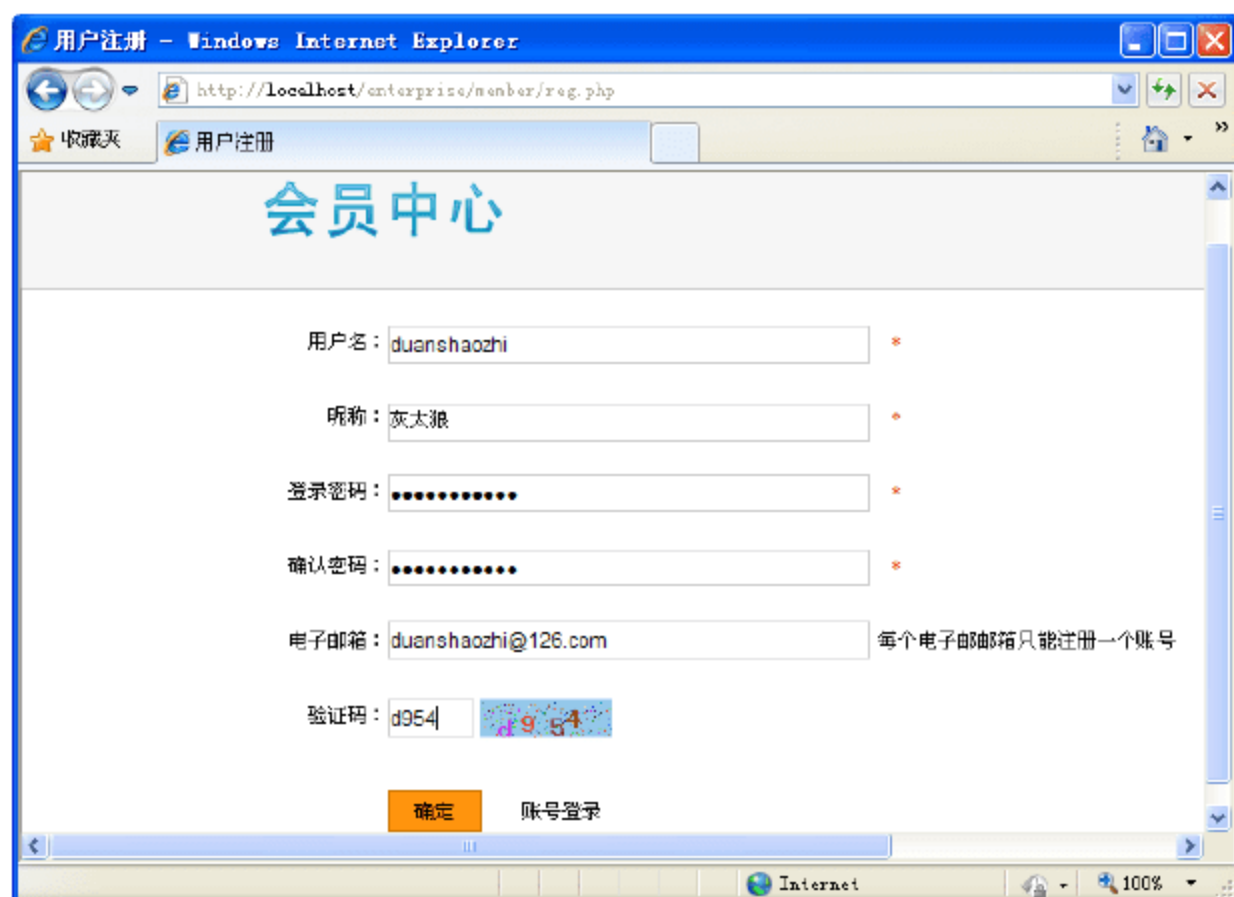 用户注册 - Windows Internet Explorer
http://localhost/enterprise/member/reg.php
收藏夹 用户注册
会员中心
用户名： duanshaozhi *
昵称： 灰太狼 *
登录密码： ●●●●●●●●●●● *
确认密码： ●●●●●●●●●●● *
电子邮箱： duanshaozhi@126.com 每个电子邮邮箱只能注册一个账号
验证码： d954 d954
确定 账号登录
Internet 100%